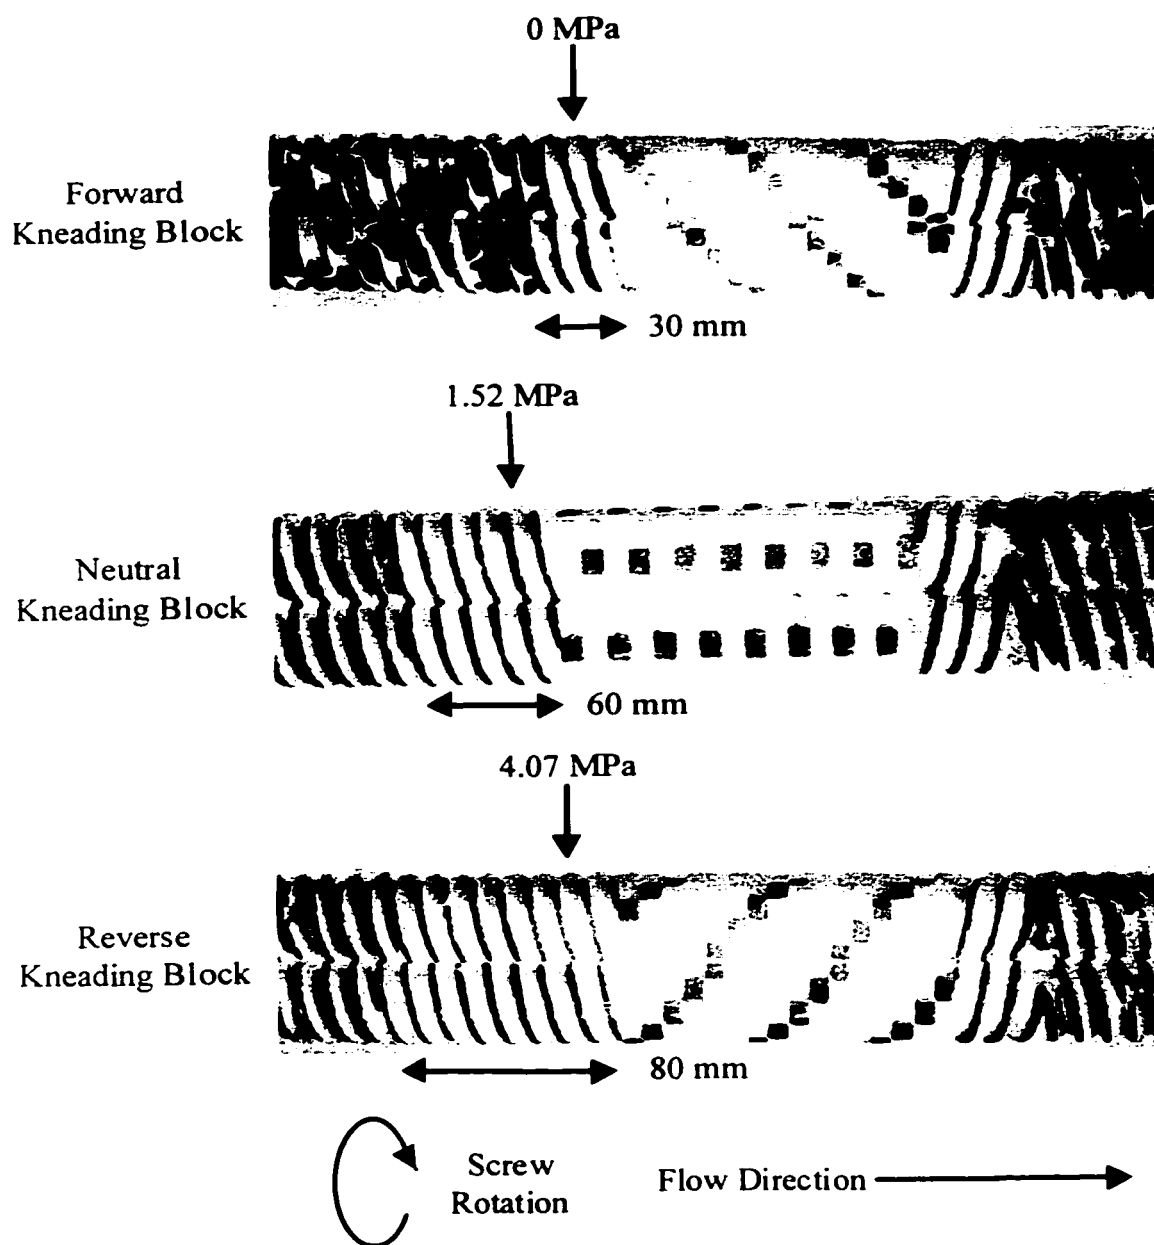 0 MPa
Forward
Kneading Block
30 mm
1.52 MPa
Neutral
Kneading Block
60 mm
4.07 MPa
Reverse
Kneading Block
80 mm
Screw
Rotation
Flow Direction